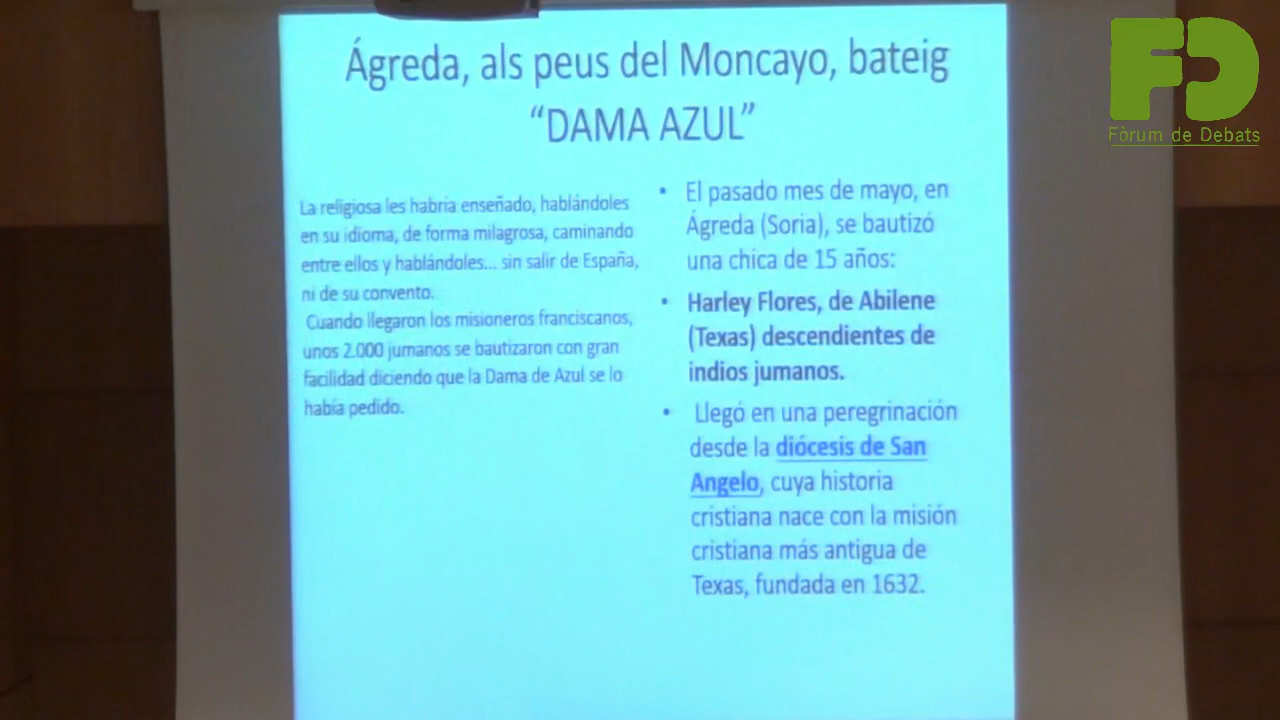 Ágreda, als peus del Moncayo, bateig
“DAMA AZUL”
La religiosa les habría enseñado, hablándoles
en su idioma, de forma milagrosa, caminando
entre ellos y hablándoles... sin salir de España,
ni de su convento.
Cuando llegaron los misioneros franciscanos,
unos 2.000 jumanos se bautizaron con gran
facilidad diciendo que la Dama de Azul se lo
había pedido.
• El pasado mes de mayo, en
Ágreda (Soria), se bautizó
una chica de 15 años:
• Harley Flores, de Abilene
(Texas) descendientes de
indios jumanos.
• Llegó en una peregrinación
desde la diócesis de San
Angelo, cuya historia
cristiana nace con la misión
cristiana más antigua de
Texas, fundada en 1632.
FD
Fòrum de Debats